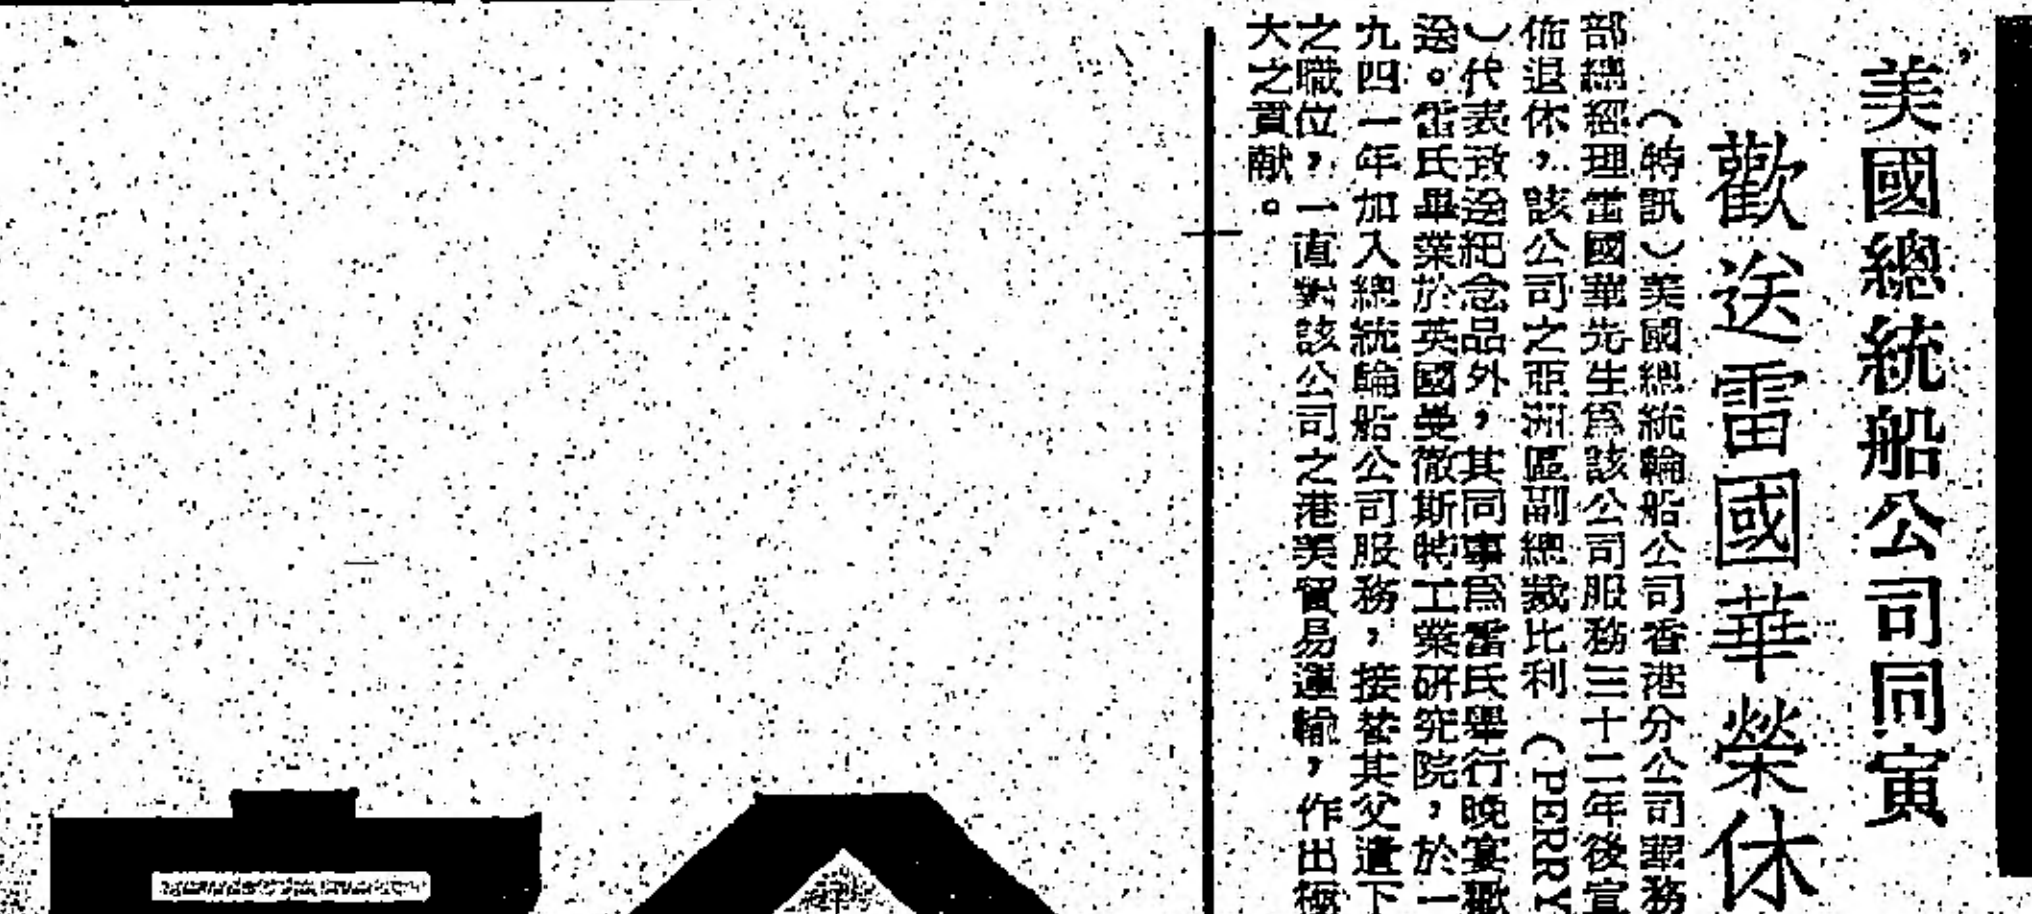 美國總統船公司同寅
歡送雷國華榮休
（特訊）美國總統輪船公司香港分公司華務
部總經理雷國華先生為該公司服務三十二年後宣
佈退休，該公司之亞洲區副總裁比利（PERRY
）代表致送紀念品外，其同事為雷氏舉行晚宴歡
送。雷氏畢業於英國曼徹斯特工業研究院，於一
九四一年加入總統輪船公司服務，接替其父遺下
之職位，一直對該公司之港美貿易運輸，作出極
大之貢献。